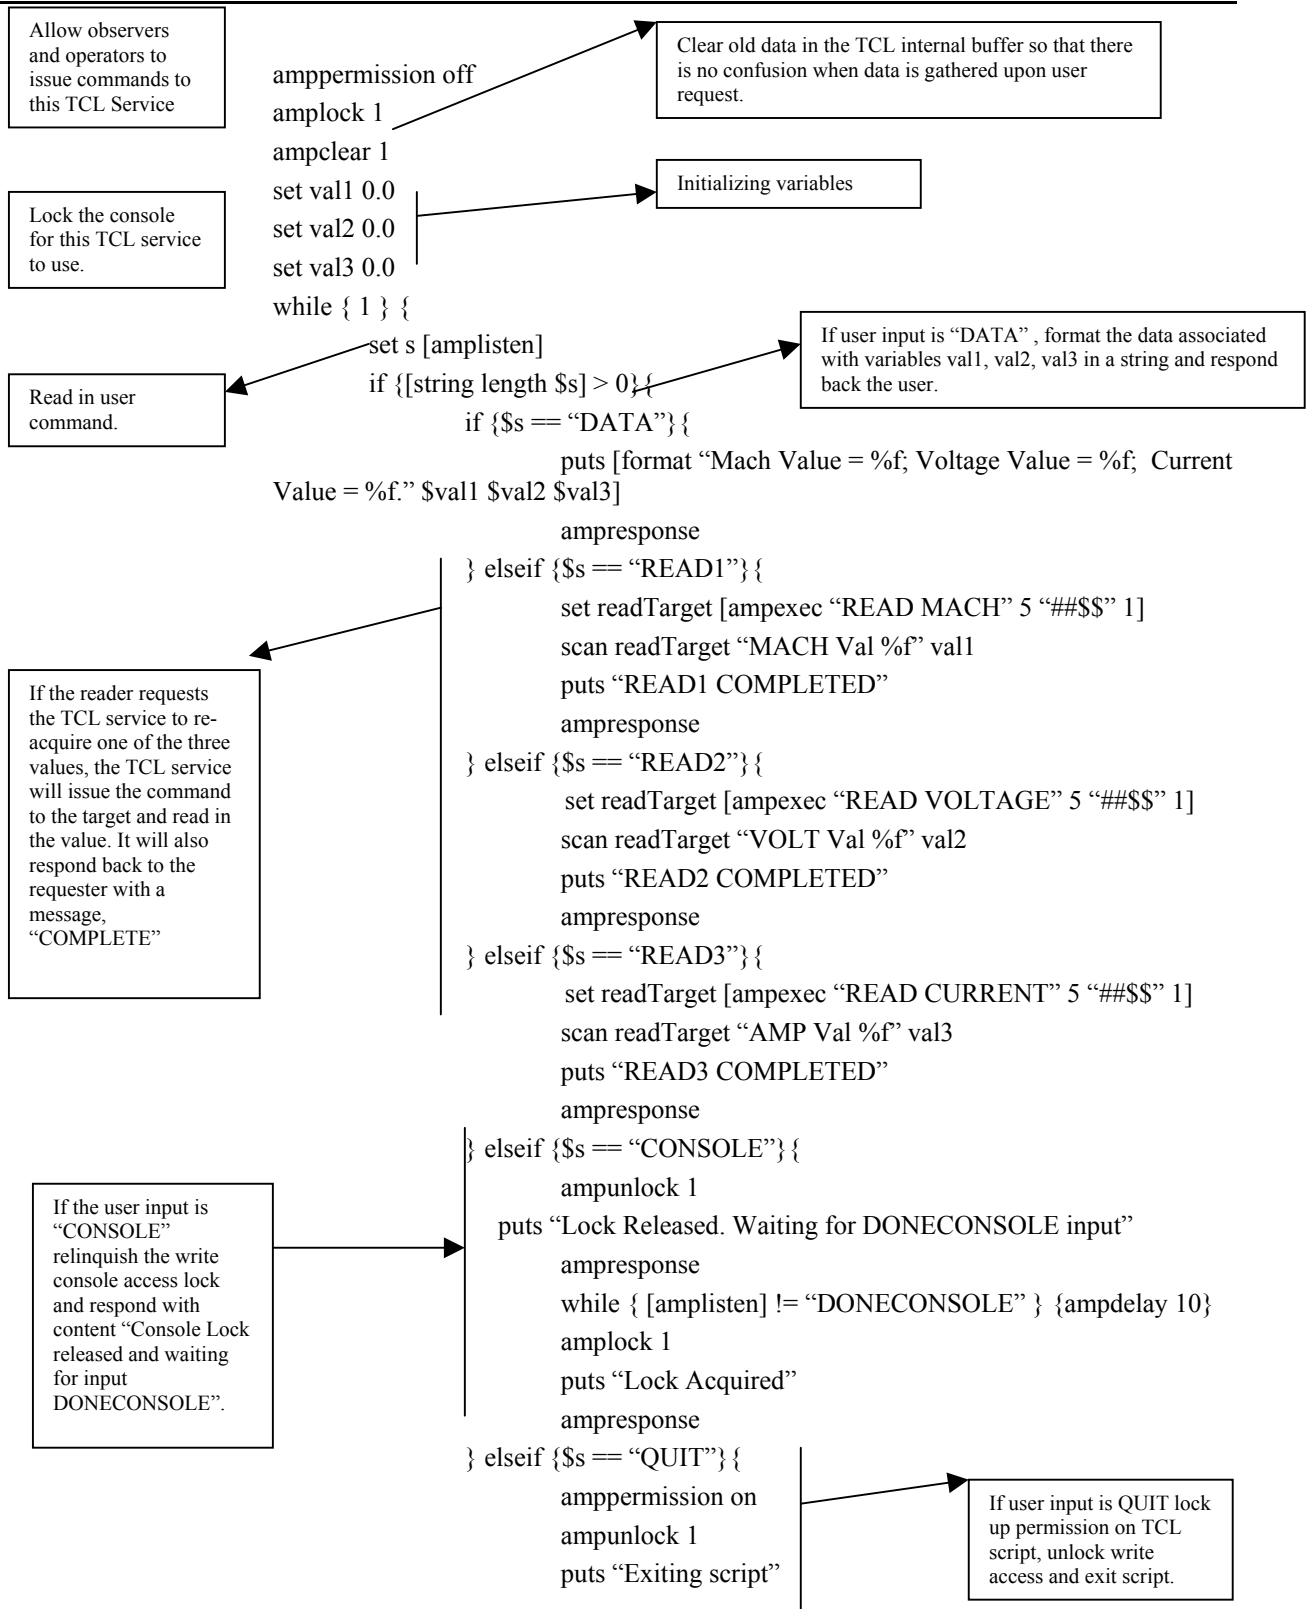 Allow observers
and operators to
issue commands to
this TCL Service
Clear old data in the TCL internal buffer so that there
is no confusion when data is gathered upon user
request.
amppermission off
amplock 1
ampclear 1
set val1 0.0
set val2 0.0
set val3 0.0
while { 1 } {
Initializing variables
Lock the console
for this TCL service
to use.
set s [amplisten]
if {[string length $s] > 0}{
If user input is “DATA” , format the data associated
with variables val1, val2, val3 in a string and respond
back the user.
Read in user
command.
if {$s == “DATA”}{
puts [format “Mach Value = %f; Voltage Value = %f;  Current
Value = %f.” $val1 $val2 $val3]
ampresponse
} elseif {$s == “READ1”}{
set readTarget [ampexec “READ MACH” 5 “##$$” 1]
scan readTarget “MACH Val %f” val1
puts “READ1 COMPLETED”
ampresponse
} elseif {$s == “READ2”}{
set readTarget [ampexec “READ VOLTAGE” 5 “##$$” 1]
scan readTarget “VOLT Val %f” val2
puts “READ2 COMPLETED”
ampresponse
} elseif {$s == “READ3”}{
set readTarget [ampexec “READ CURRENT” 5 “##$$” 1]
scan readTarget “AMP Val %f” val3
puts “READ3 COMPLETED”
ampresponse
If the reader requests
the TCL service to re-
acquire one of the three
values, the TCL service
will issue the command
to the target and read in
the value. It will also
respond back to the
requester with a
message,
“COMPLETE”
} elseif {$s == “CONSOLE”}{
ampunlock 1
puts “Lock Released. Waiting for DONECONSOLE input”
ampresponse
while { [amplisten] != “DONECONSOLE” } {ampdelay 10}
amplock 1
puts “Lock Acquired”
ampresponse
If the user input is
“CONSOLE”
relinquish the write
console access lock
and respond with
content “Console Lock
released and waiting
for input
DONECONSOLE”.
} elseif {$s == “QUIT”}{
amppermission on
ampunlock 1
puts “Exiting script”
If user input is QUIT lock
up permission on TCL
script, unlock write
access and exit script.